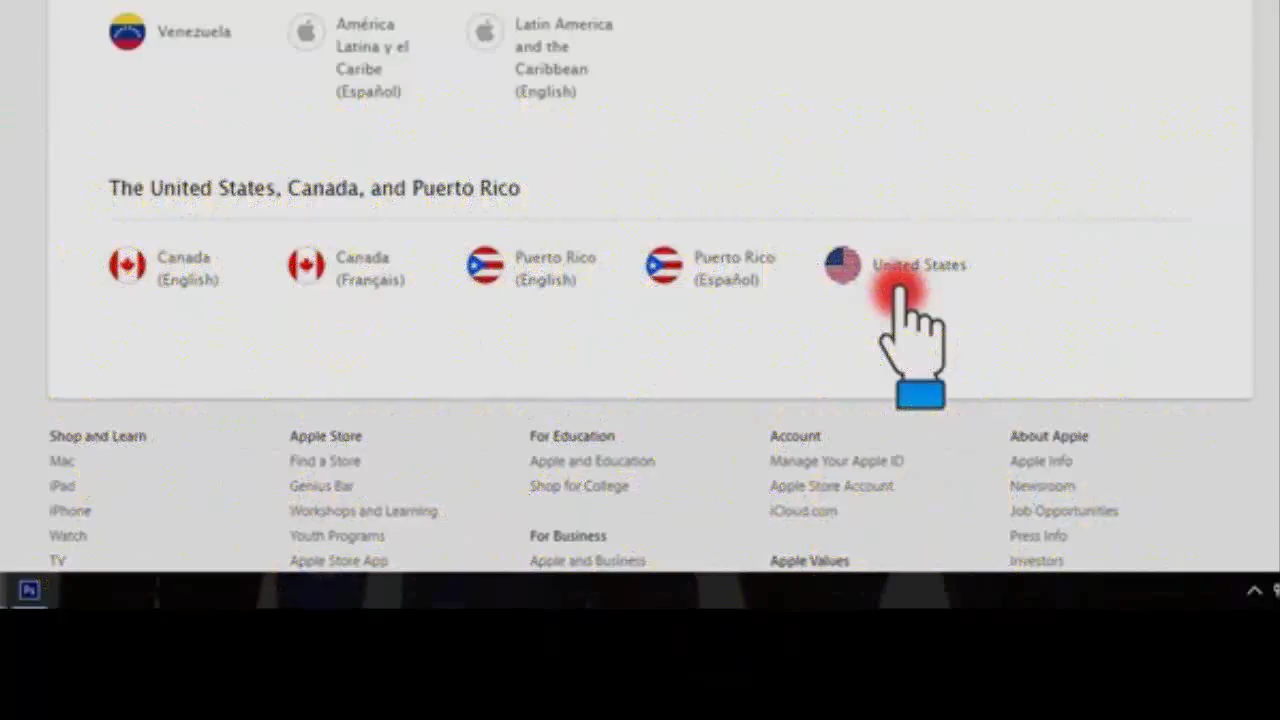 Venezuela
América
Latina y el
Caribe
(Español)
Latin America
and the
Caribbean
(English)
The United States, Canada, and Puerto Rico
Canada
(English)
Canada
(Français)
Puerto Rico
(English)
Puerto Rico
(Español)
United States
Shop and Learn
Mac
iPad
iPhone
Watch
TV
Apple Store
Find a Store
Genius Bar
Workshops and Learning
Youth Programs
Apple Store App
For Education
Apple and Education
Shop for College
For Business
Apple and Business
Account
Manage Your Apple ID
Apple Store Account
iCloud.com
Apple Values
About Apple
Apple Info
Newsroom
Job Opportunities
Press Info
Investors
Ps